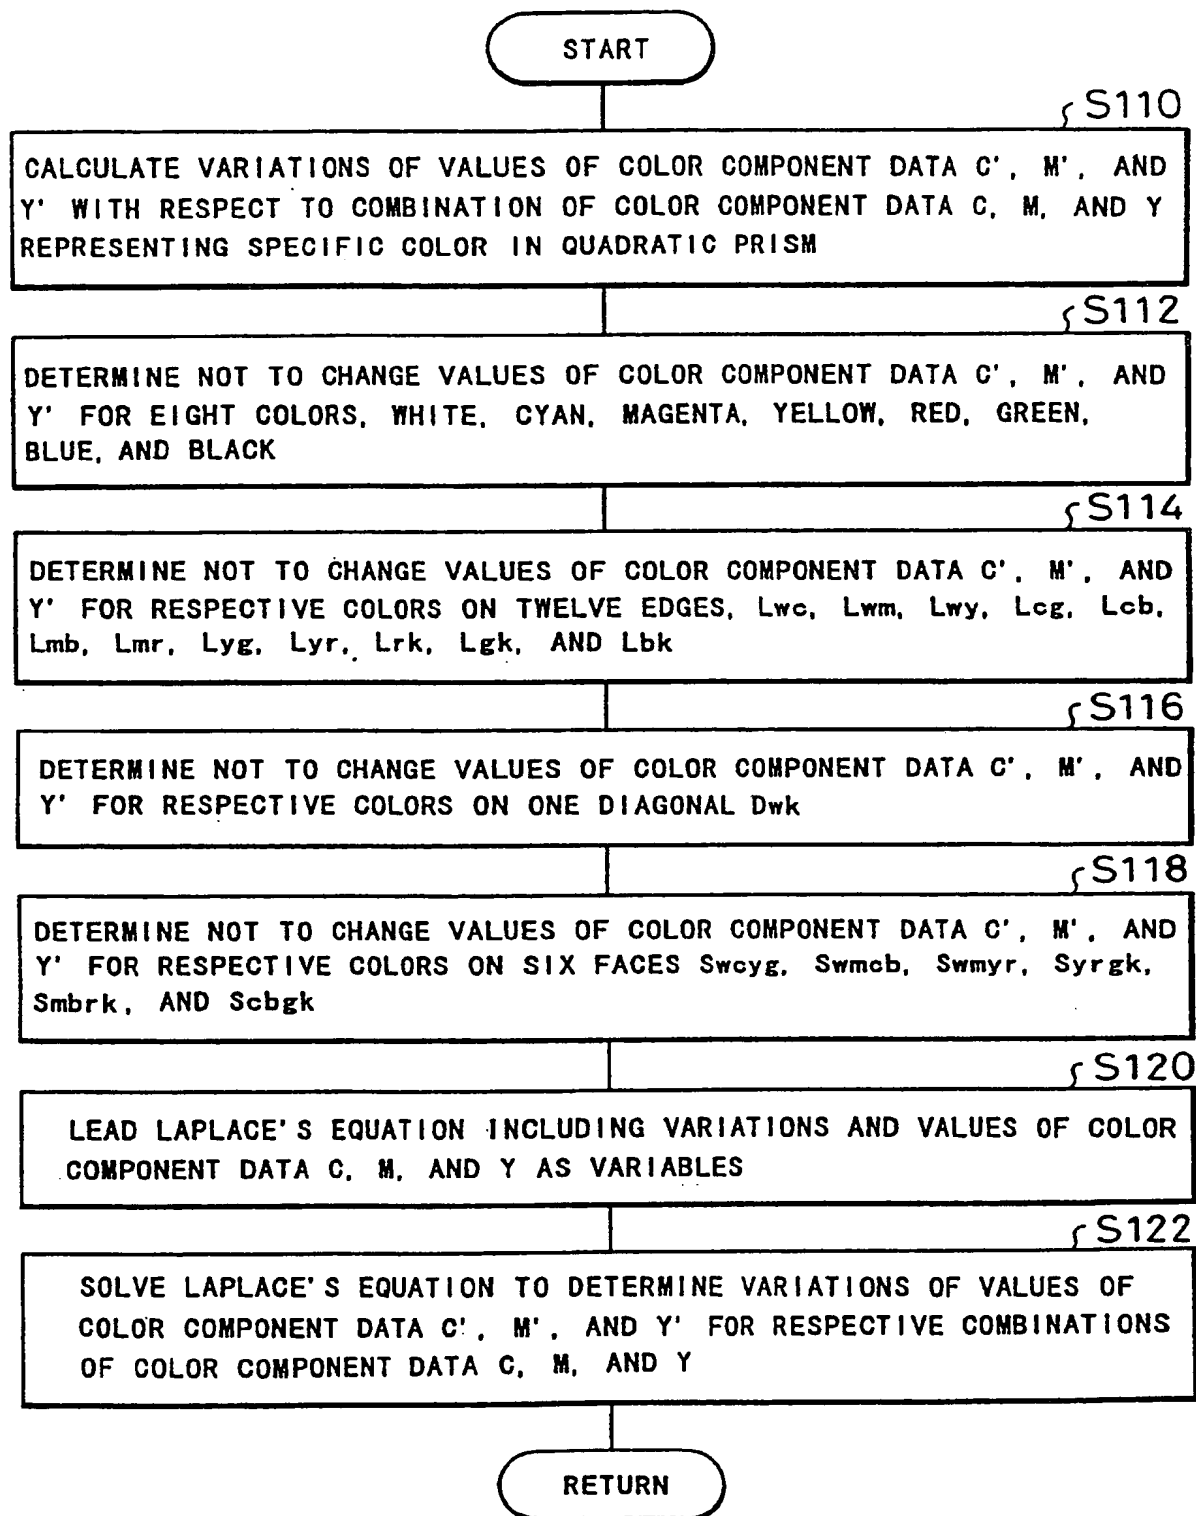 START
S110
CALCULATE VARIATIONS OF VALUES OF COLOR COMPONENT DATA C', M', AND
Y' WITH RESPECT TO COMBINATION OF COLOR COMPONENT DATA C, M, AND Y
REPRESENTING SPECIFIC COLOR IN QUADRATIC PRISM
S112
DETERMINE NOT TO CHANGE VALUES OF COLOR COMPONENT DATA C', M', AND
Y' FOR EIGHT COLORS, WHITE, CYAN, MAGENTA, YELLOW, RED, GREEN,
BLUE, AND BLACK
S114
DETERMINE NOT TO CHANGE VALUES OF COLOR COMPONENT DATA C', M', AND
Y' FOR RESPECTIVE COLORS ON TWELVE EDGES, Lwc, Lwm, Lwy, Lcg, Lcb,
Lmb, Lmr, Lyg, Lyr, Lrk, Lgk, AND Lbk
S116
DETERMINE NOT TO CHANGE VALUES OF COLOR COMPONENT DATA C', M', AND
Y' FOR RESPECTIVE COLORS ON ONE DIAGONAL Dwk
S118
DETERMINE NOT TO CHANGE VALUES OF COLOR COMPONENT DATA C', M', AND
Y' FOR RESPECTIVE COLORS ON SIX FACES Swcyg, Swmcb, Swmyr, Syrgk,
Smbrk, AND Scbgk
S120
LEAD LAPLACE'S EQUATION INCLUDING VARIATIONS AND VALUES OF COLOR
COMPONENT DATA C, M, AND Y AS VARIABLES
S122
SOLVE LAPLACE'S EQUATION TO DETERMINE VARIATIONS OF VALUES OF
COLOR COMPONENT DATA C', M', AND Y' FOR RESPECTIVE COMBINATIONS
OF COLOR COMPONENT DATA C, M, AND Y
RETURN